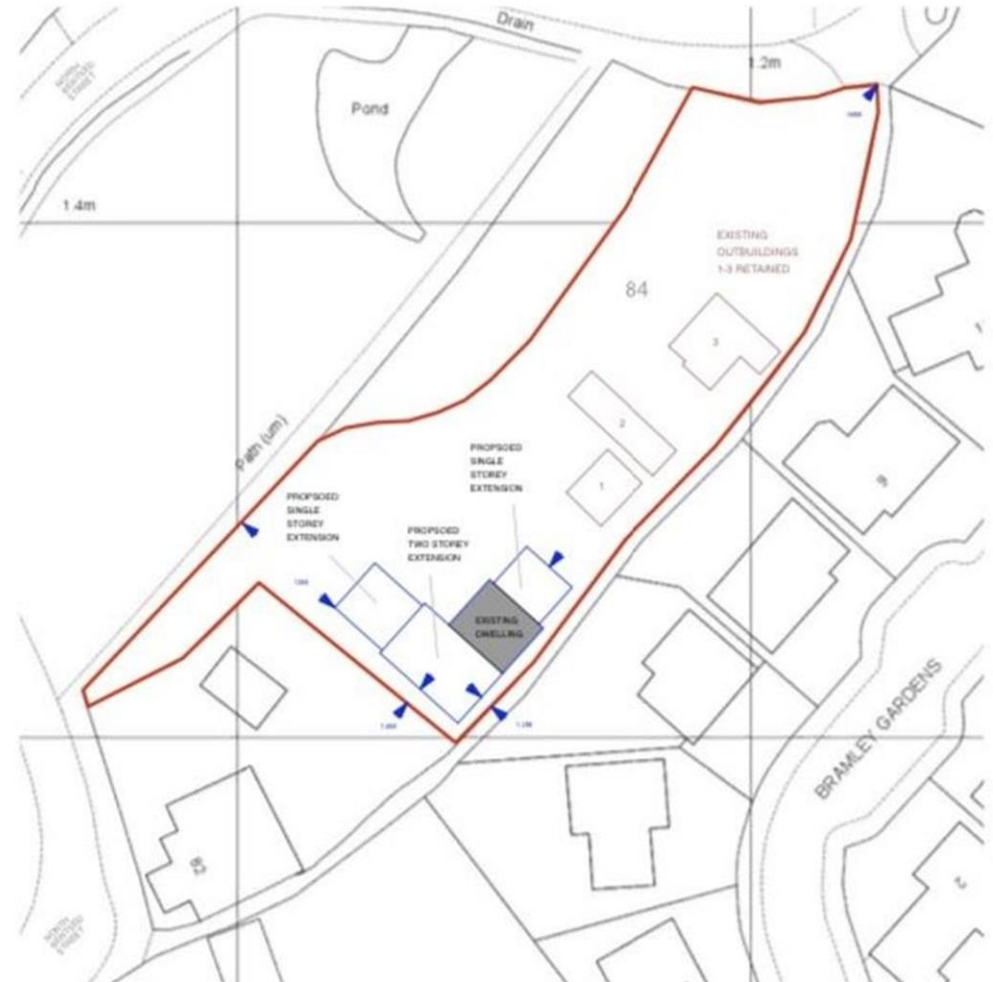 Drain
1.2m
Pond
1.4m
EXISTING
OUTBUILDINGS
1-3 RETAINED
84
3
2
1
Path (um)
PROPSOED
SINGLE
STOREY
EXTENSION
PROPSOED
SINGLE
STOREY
EXTENSION
PROPSOED
TWO STOREY
EXTENSION
EXISTING
DWELLING
BRAMLEY GARDENS
82
2